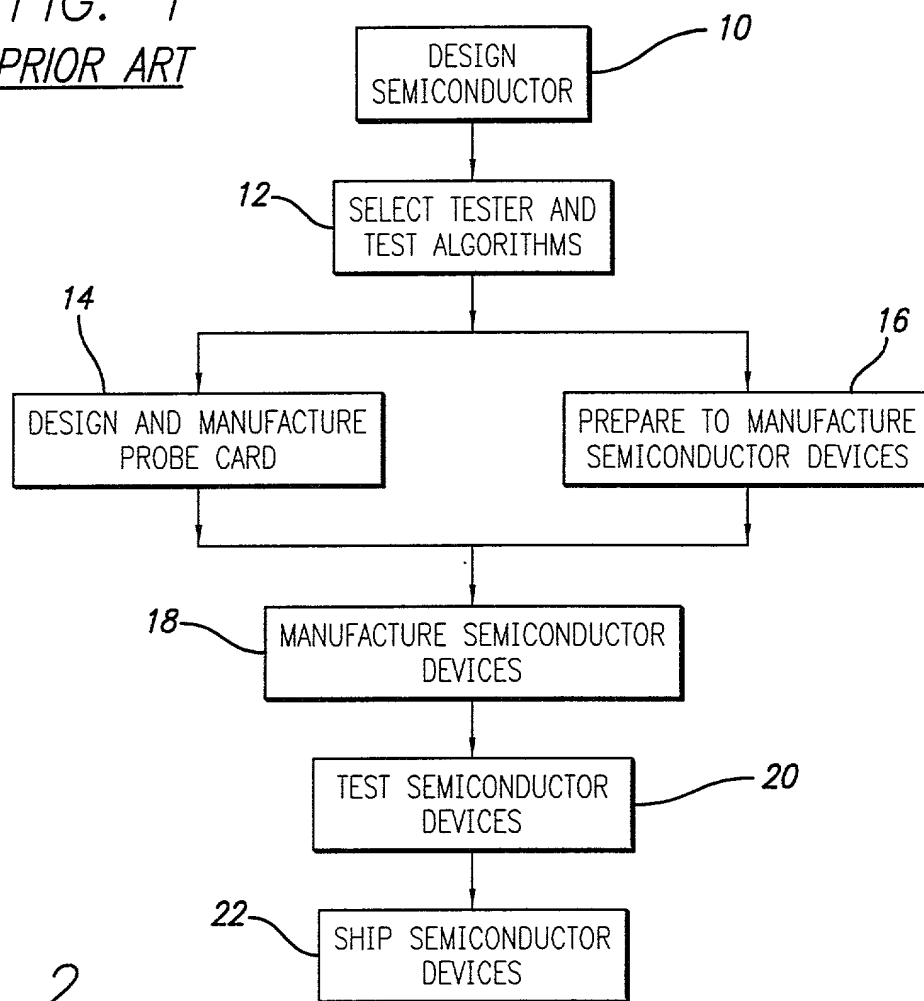 FIG. 1
PRIOR ART
10
DESIGN
SEMICONDUCTOR
12
SELECT TESTER AND
TEST ALGORITHMS
14
16
DESIGN AND MANUFACTURE
PROBE CARD
PREPARE TO MANUFACTURE
SEMICONDUCTOR DEVICES
18
MANUFACTURE SEMICONDUCTOR
DEVICES
20
TEST SEMICONDUCTOR
DEVICES
22
SHIP SEMICONDUCTOR
DEVICES
2